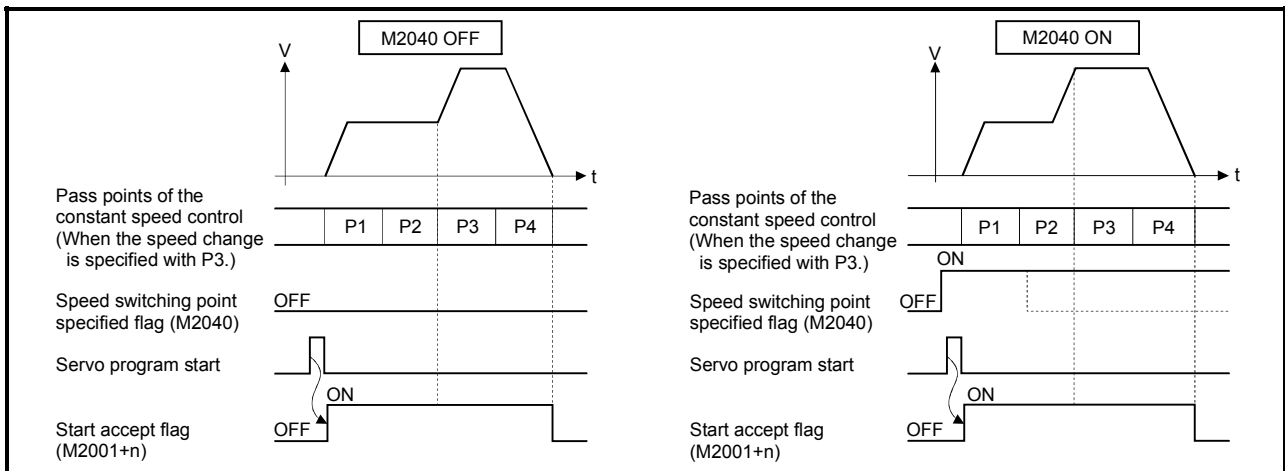 M2040 OFF
V
t
Pass points of the
constant speed control
(When the speed change
is specified with P3.)
P1 P2 P3 P4
Speed switching point
specified flag (M2040)
OFF
Servo program start
ON
Start accept flag
(M2001+n)
OFF
M2040 ON
V
t
Pass points of the
constant speed control
(When the speed change
is specified with P3.)
P1 P2 P3 P4
ON
Speed switching point
specified flag (M2040)
OFF
Servo program start
ON
Start accept flag
(M2001+n)
OFF